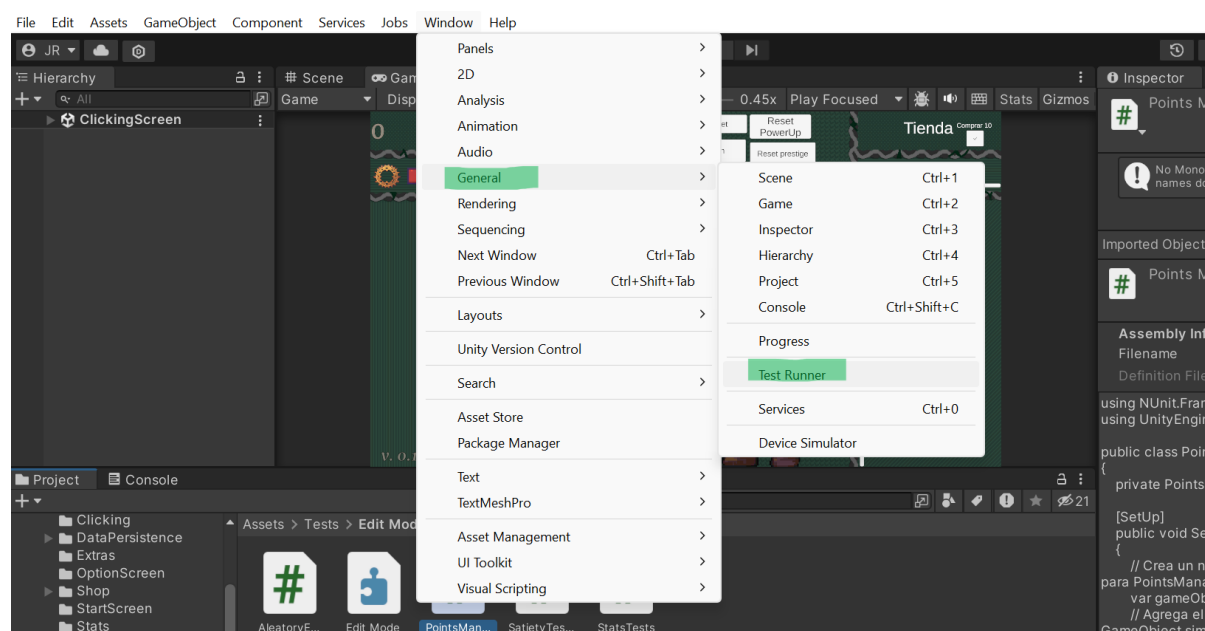 File Edit Assets GameObject Component Services Jobs Window Help
JR
Hierarchy
All
ClickingScreen
Scene
Game
0.45x Play Focused Stats Gizmos
Reset PowerUp
Reset prestige
Tienda Comprar 10
Panels
2D
Analysis
Animation
Audio
General
Rendering
Sequencing
Next Window Ctrl+Tab
Previous Window Ctrl+Shift+Tab
Layouts
Unity Version Control
Search
Asset Store
Package Manager
Text
TextMeshPro
Asset Management
UI Toolkit
Visual Scripting
Scene Ctrl+1
Game Ctrl+2
Inspector Ctrl+3
Hierarchy Ctrl+4
Project Ctrl+5
Console Ctrl+Shift+C
Progress
Test Runner
Services Ctrl+0
Device Simulator
Inspector
Points M
No Mono
names do
Imported Object
Points M
Assembly Inf
Filename
Definition File
using NUnit.Fram
using UnityEngin
public class Poin
{
private Points
[SetUp]
public void Se
{
// Crea un n
para PointsMana
var gameOb
// Agrega el
GameObject sim
Project Console
21
Clicking
DataPersistence
Extras
OptionScreen
Shop
StartScreen
Stats
Assets > Tests > Edit Mod
AleatoryE... Edit Mode PointsMan... SatietyTes... StatsTests